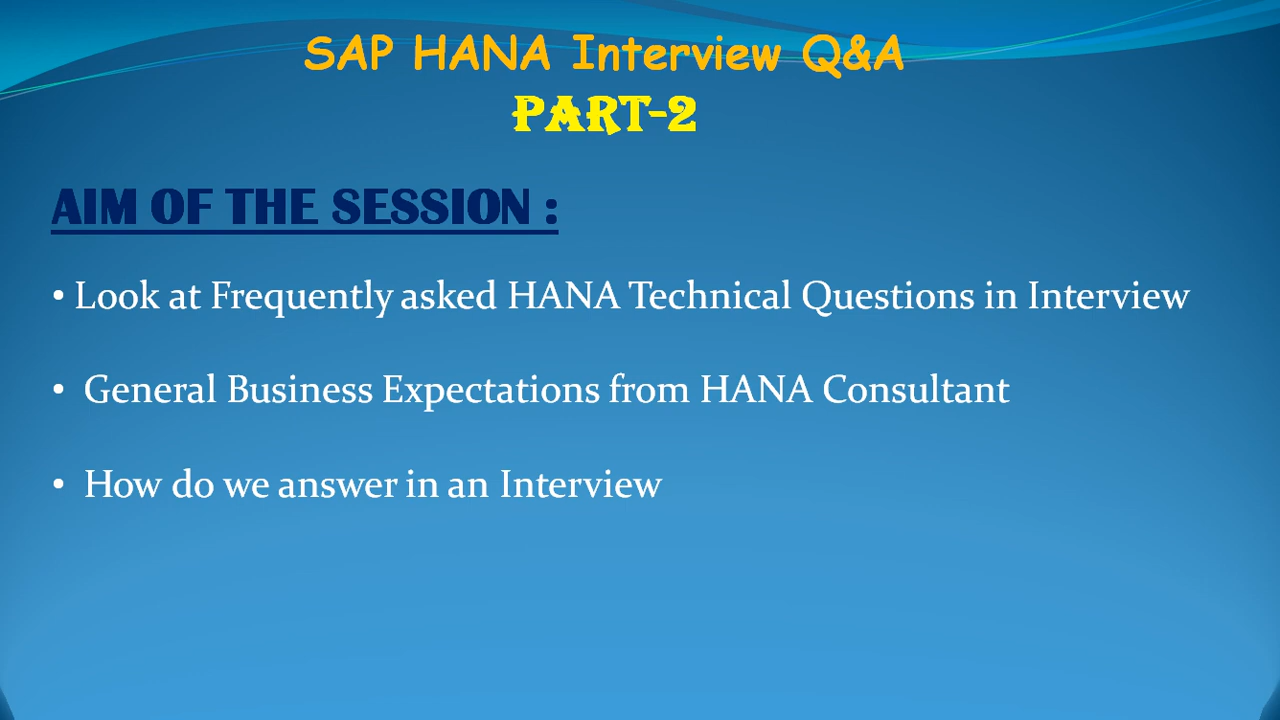 SAP HANA Interview Q&A
PART-2
AIM OF THE SESSION :
• Look at Frequently asked HANA Technical Questions in Interview
• General Business Expectations from HANA Consultant
• How do we answer in an Interview